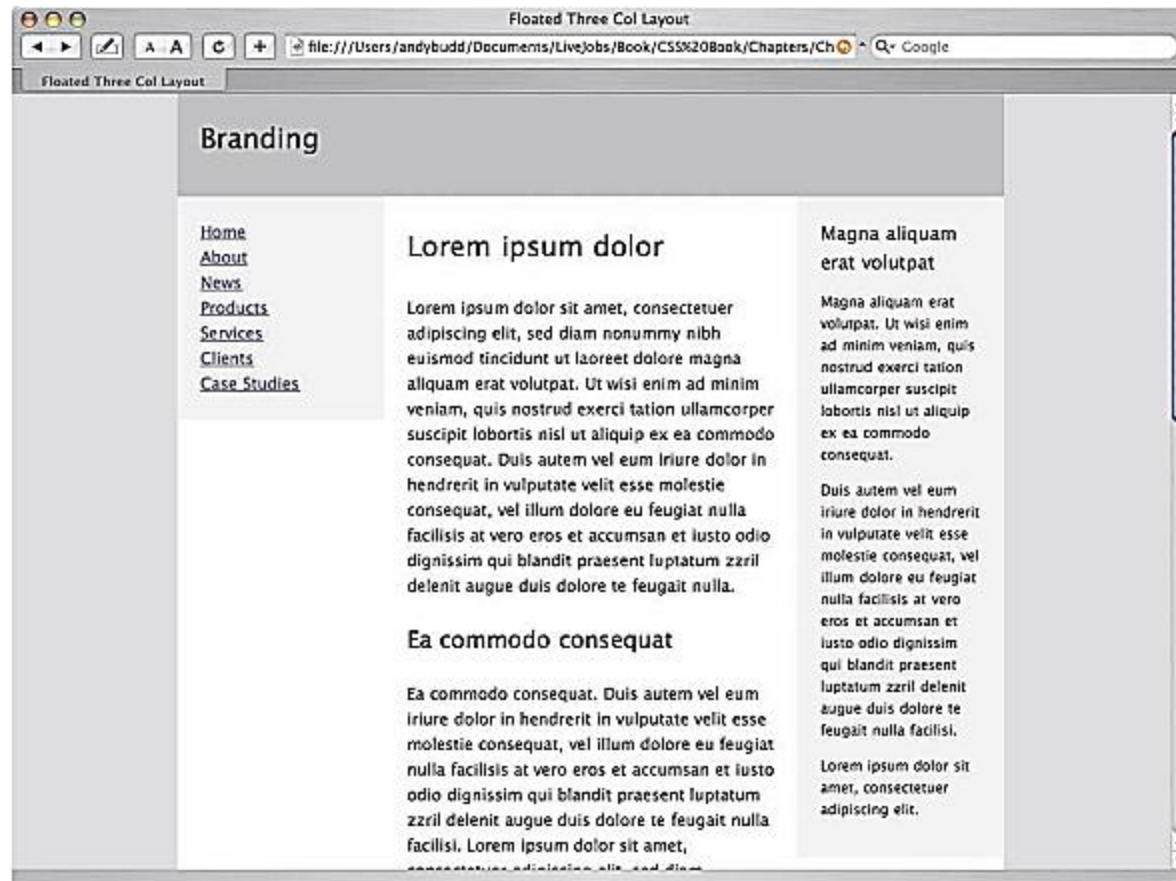 Floated Three Col Layout
A A C + file:///Users/andybudd/Documents/LiveJobs/Book/CSS%20Book/Chapters/Ch Q Google
Floated Three Col Layout
Branding
Home
About
News
Products
Services
Clients
Case Studies
Lorem ipsum dolor
Lorem ipsum dolor sit amet, consectetuer
adipiscing elit, sed diam nonummy nibh
euismod tincidunt ut laoreet dolore magna
aliquam erat volutpat. Ut wisi enim ad minim
veniam, quis nostrud exerci tation ullamcorper
suscipit lobortis nisl ut aliquip ex ea commodo
consequat. Duis autem vel eum iriure dolor in
hendrerit in vulputate velit esse molestie
consequat, vel illum dolore eu feugiat nulla
facilisis at vero eros et accumsan et iusto odio
dignissim qui blandit praesent luptatum zzril
delenit augue duis dolore te feugait nulla.
Ea commodo consequat
Ea commodo consequat. Duis autem vel eum
iriure dolor in hendrerit in vulputate velit esse
molestie consequat, vel illum dolore eu feugiat
nulla facilisis at vero eros et accumsan et iusto
odio dignissim qui blandit praesent luptatum
zzril delenit augue duis dolore te feugait nulla
facilisi. Lorem ipsum dolor sit amet,
Magna aliquam
erat volutpat
Magna aliquam erat
volutpat. Ut wisi enim
ad minim veniam, quis
nostrud exerci tation
ullamcorper suscipit
lobortis nisl ut aliquip
ex ea commodo
consequat.
Duis autem vel eum
iriure dolor in hendrerit
in vulputate velit esse
molestie consequat, vel
illum dolore eu feugiat
nulla facilisis at vero
eros et accumsan et
iusto odio dignissim
qui blandit praesent
luptatum zzril delenit
augue duis dolore te
feugait nulla facilisi.
Lorem ipsum dolor sit
amet, consectetuer
adipiscing elit.